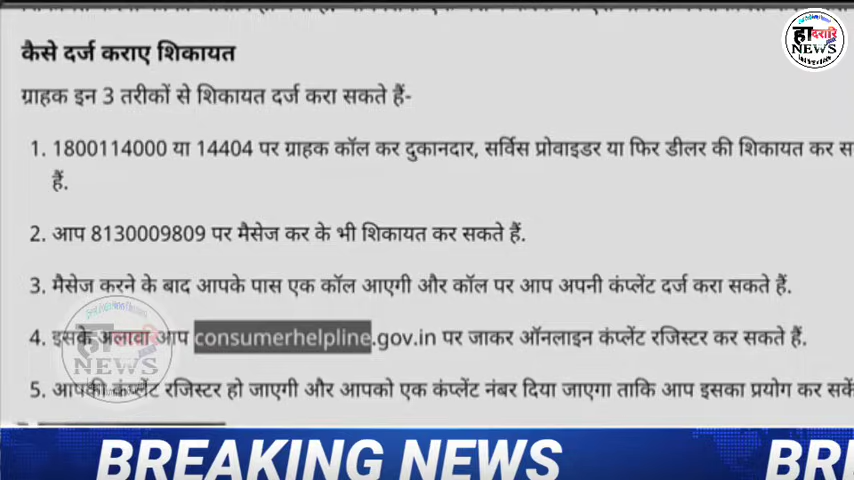 हादरारि
NEWS
कैसे दर्ज कराए शिकायत
ग्राहक इन 3 तरीकों से शिकायत दर्ज करा सकते हैं-
1. 1800114000 या 14404 पर ग्राहक कॉल कर दुकानदार, सर्विस प्रोवाइडर या फिर डीलर की शिकायत कर स
हैं.
2. आप 8130009809 पर मैसेज कर के भी शिकायत कर सकते हैं.
3. मैसेज करने के बाद आपके पास एक कॉल आएगी और कॉल पर आप अपनी कंप्लेंट दर्ज करा सकते हैं.
4. इसके अलावा आप consumerhelpline.gov.in पर जाकर ऑनलाइन कंप्लेंट रजिस्टर कर सकते हैं.
5. आपकी कंप्लेंट रजिस्टर हो जाएगी और आपको एक कंप्लेंट नंबर दिया जाएगा ताकि आप इसका प्रयोग कर सकें
NEWS
BREAKING NEWS BR